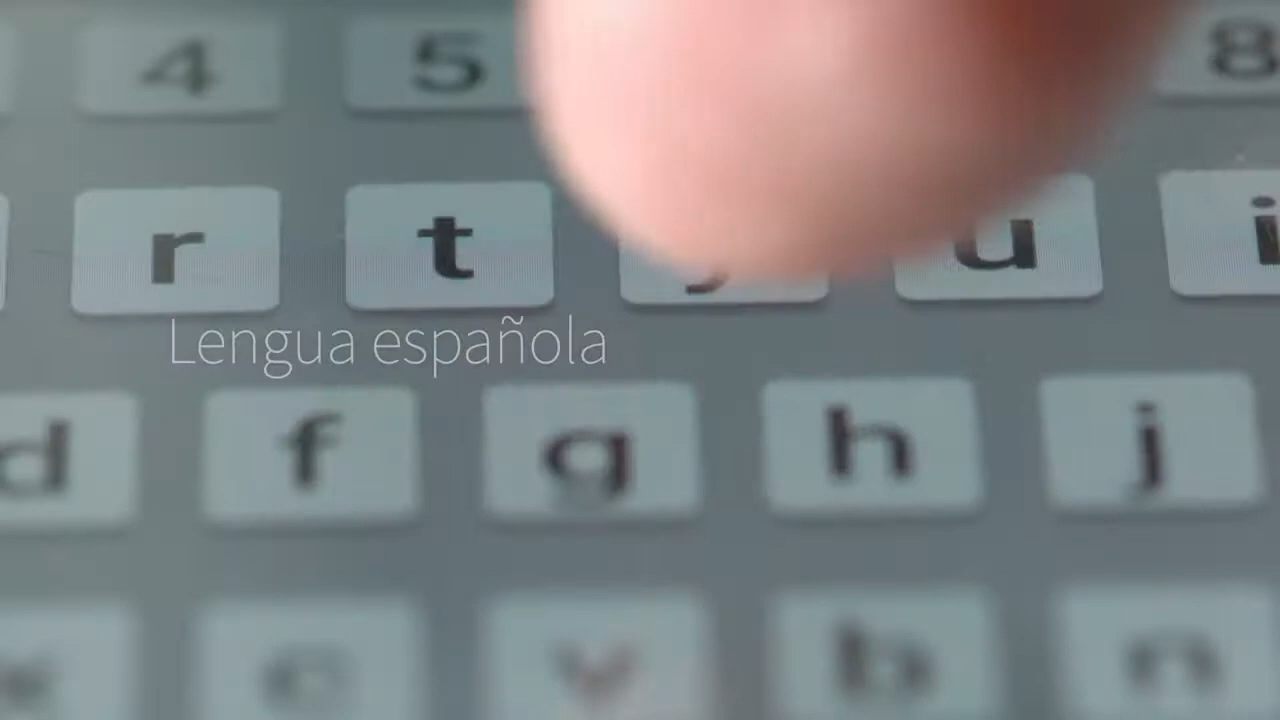 4 5 8
r t u i
Lengua española
d f g h j
c v b n